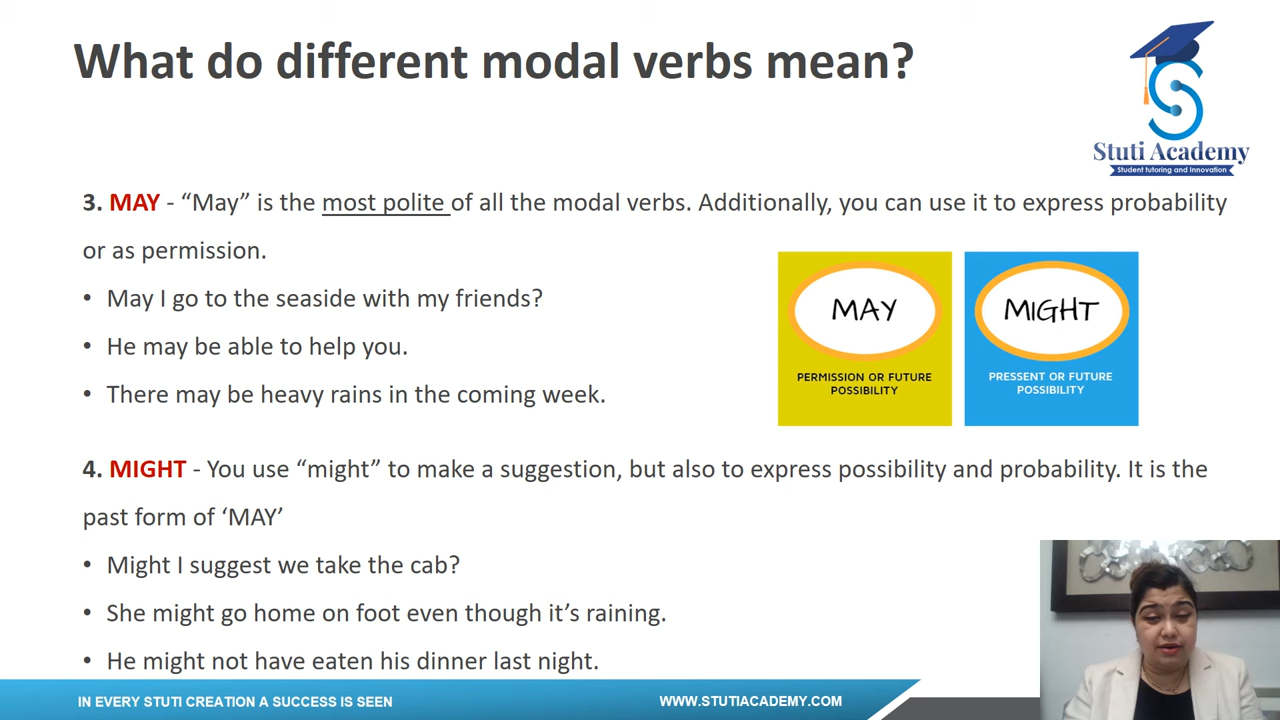 What do different modal verbs mean?
Stuti Academy
Student tutoring and Innovation
3. MAY - “May” is the most polite of all the modal verbs. Additionally, you can use it to express probability
or as permission.
• May I go to the seaside with my friends?
• He may be able to help you.
• There may be heavy rains in the coming week.
MAY
PERMISSION OR FUTURE
POSSIBILITY
MIGHT
PRESSENT OR FUTURE
POSSIBILITY
4. MIGHT - You use “might” to make a suggestion, but also to express possibility and probability. It is the
past form of ‘MAY’
• Might I suggest we take the cab?
• She might go home on foot even though it’s raining.
• He might not have eaten his dinner last night.
IN EVERY STUTI CREATION A SUCCESS IS SEEN
WWW.STUTIACADEMY.COM